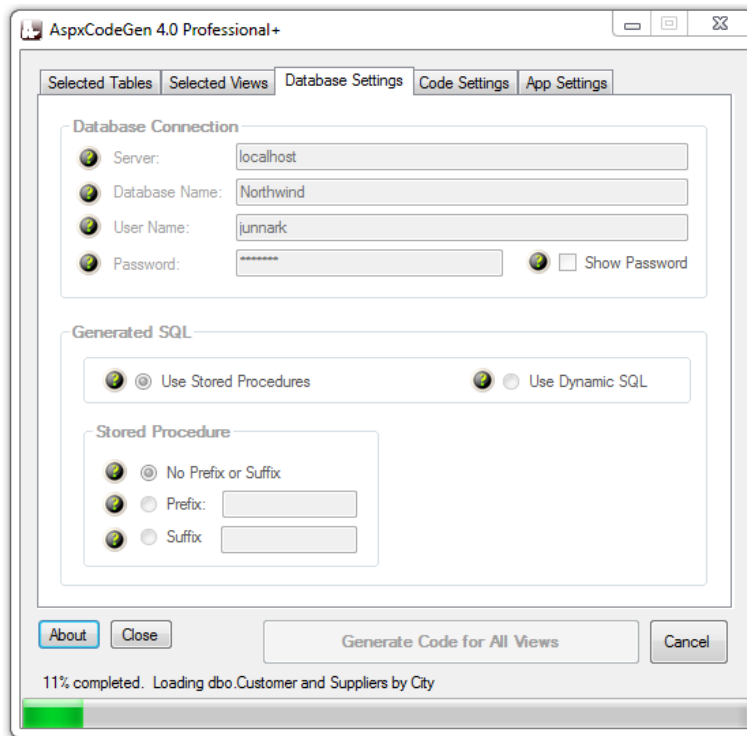 AspxCodeGen 4.0 Professional+
Selected Tables Selected Views Database Settings Code Settings App Settings
Database Connection
Server: localhost
Database Name: Northwind
User Name: junnark
Password: *******
Show Password
Generated SQL
Use Stored Procedures
Use Dynamic SQL
Stored Procedure
No Prefix or Suffix
Prefix:
Suffix
About Close Generate Code for All Views Cancel
11% completed. Loading dbo.Customer and Suppliers by City